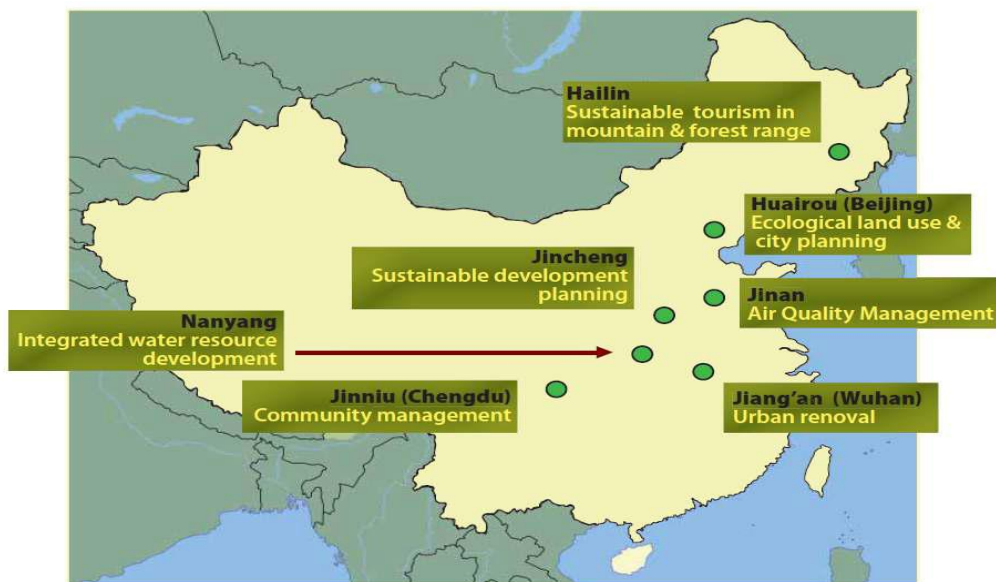 Hailin
Sustainable tourism in
mountain & forest range
Huairou (Beijing)
Ecological land use &
city planning
Jincheng
Sustainable development
planning
Jinan
Air Quality Management
Nanyang
Integrated water resource
development
Jinniu (Chengdu)
Community management
Jiang'an (Wuhan)
Urban renoval